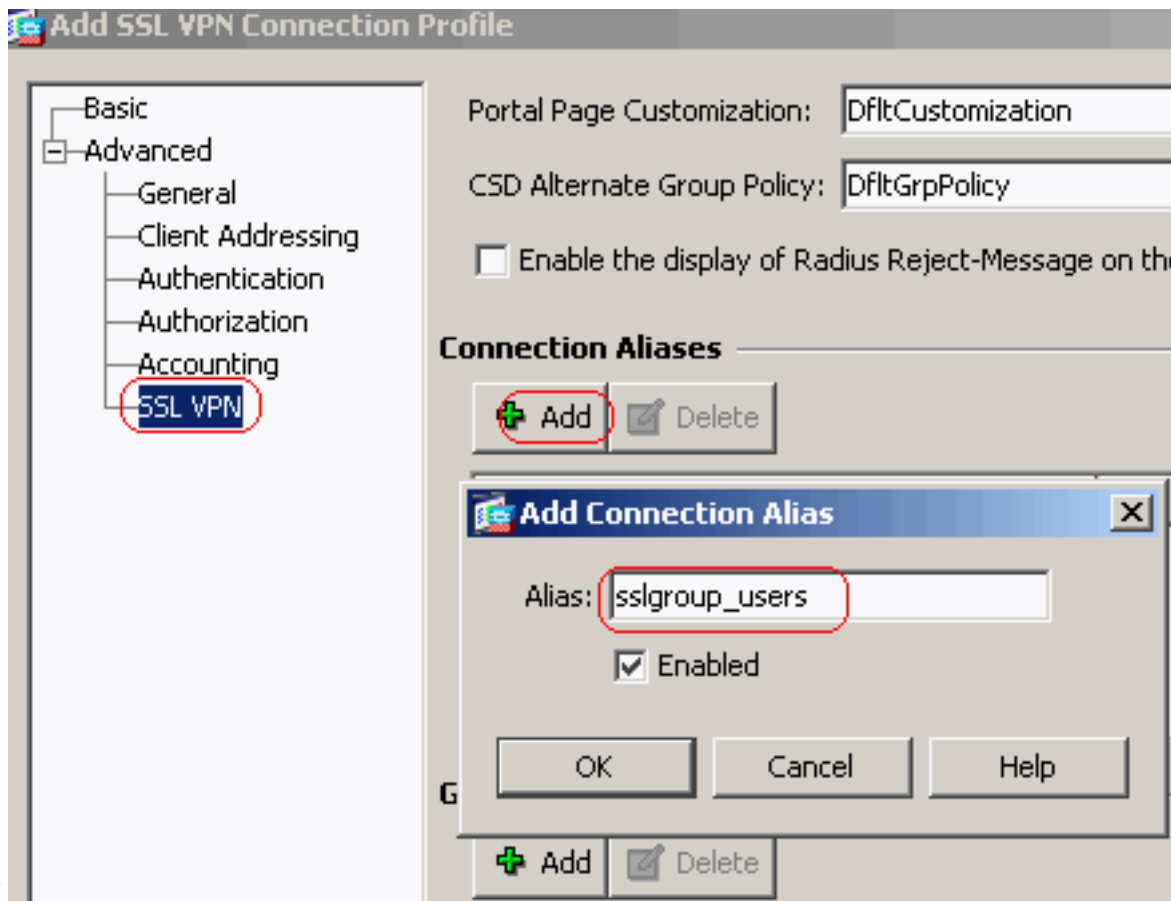 Add SSL VPN Connection Profile
Basic
Advanced
General
Client Addressing
Authentication
Authorization
Accounting
SSL VPN
Portal Page Customization: DfltCustomization
CSD Alternate Group Policy: DfltGrpPolicy
Enable the display of Radius Reject-Message on
Connection Aliases
Add Delete
Add Connection Alias
Alias: sslgroup_users
Enabled
OK Cancel Help
Add Delete